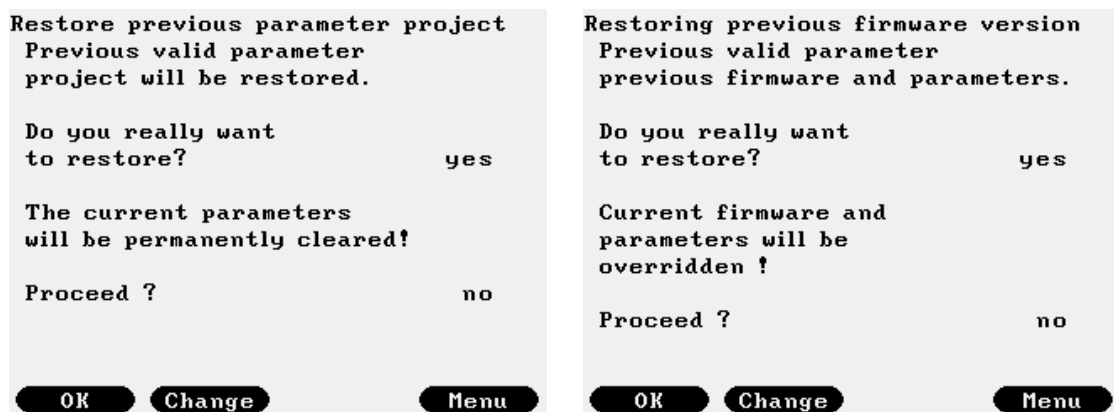 Restore previous parameter project
Previous valid parameter
project will be restored.
Do you really want
to restore? yes
The current parameters
will be permanently cleared!
Proceed ? no
OK Change Menu
Restoring previous firmware version
Previous valid parameter
previous firmware and parameters.
Do you really want
to restore? yes
Current firmware and
parameters will be
overridden !
Proceed ? no
OK Change Menu